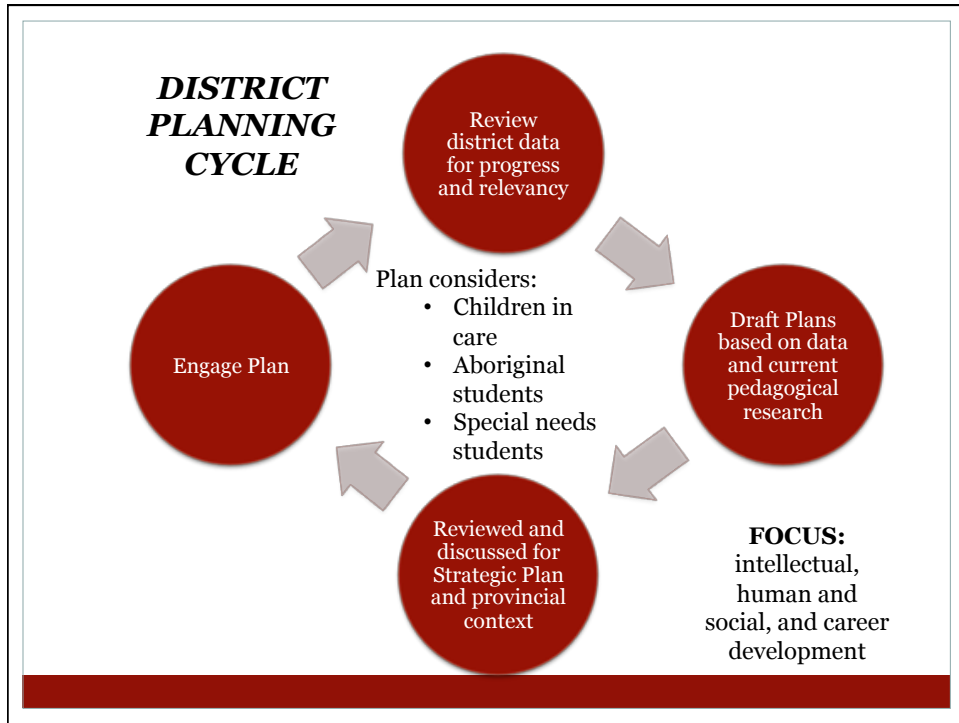 DISTRICT
PLANNING
CYCLE
Review
district data
for progress
and relevancy
Plan considers:
• Children in
care
• Aboriginal
students
• Special needs
students
Draft Plans
based on data
and current
pedagogical
research
Engage Plan
Reviewed and
discussed for
Strategic Plan
and provincial
context
FOCUS:
intellectual,
human and
social, and career
development